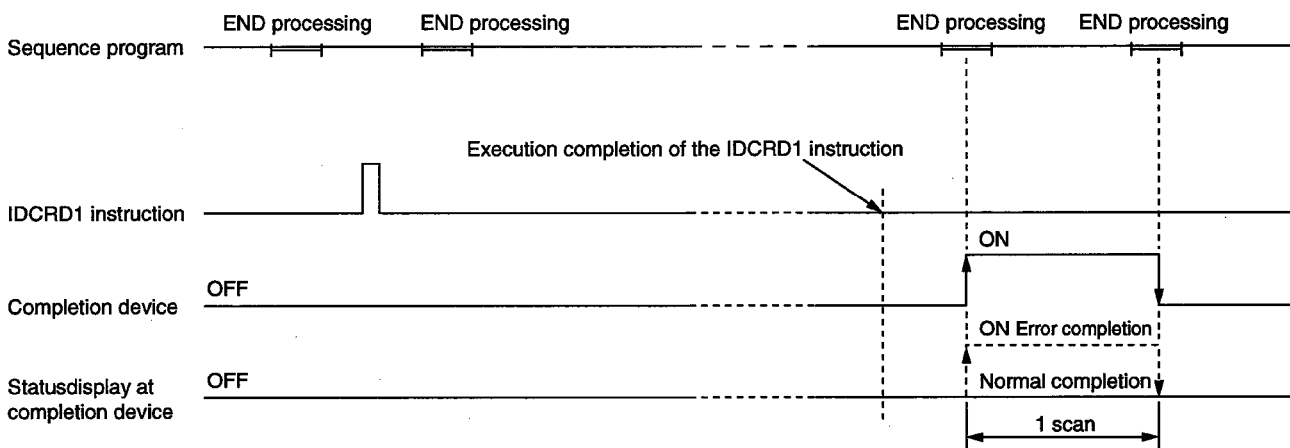 END processing
END processing
END processing
END processing
Sequence program
Execution completion of the IDCRD1 instruction
IDCRD1 instruction
ON
OFF
Completion device
ON Error completion
OFF
Normal completion
Statusdisplay at
completion device
1 scan